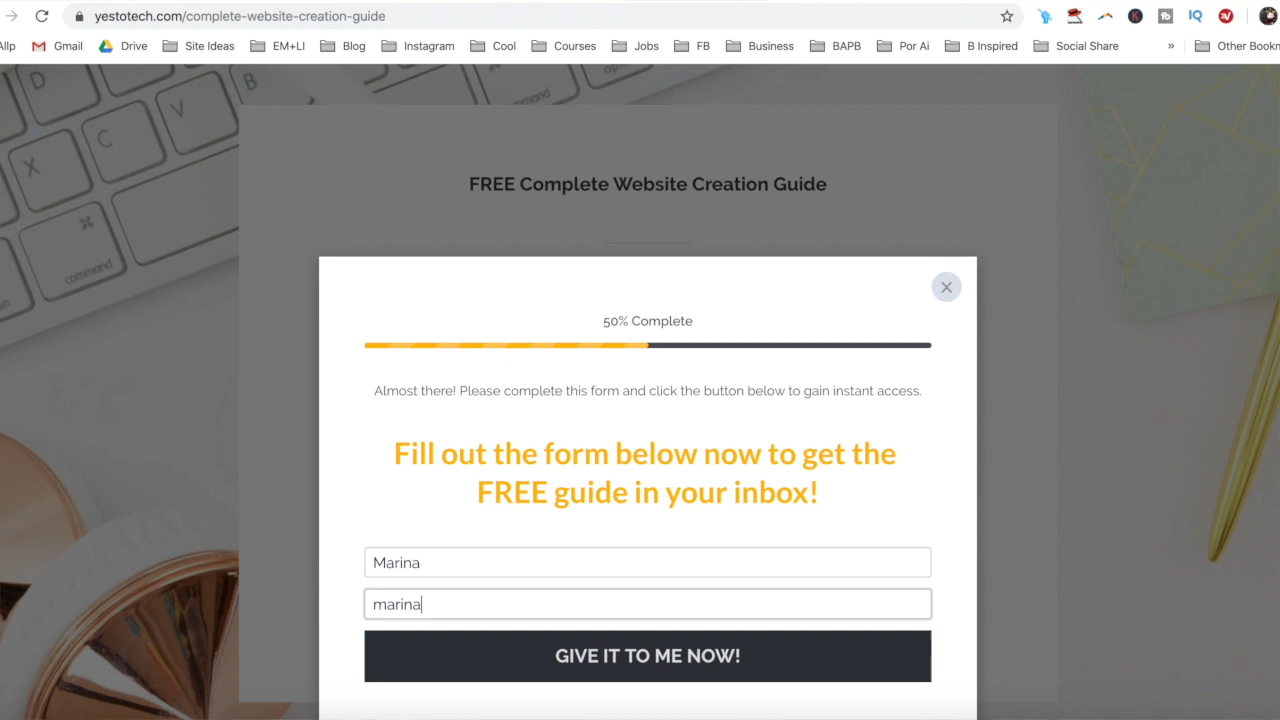 yestotech.com/complete-website-creation-guide
Allp Gmail Drive Site Ideas EM+LI Blog Instagram Cool Courses Jobs FB Business BAPB Por Ai B Inspired Social Share » Other Bookm
FREE Complete Website Creation Guide
50% Complete
Almost there! Please complete this form and click the button below to gain instant access.
Fill out the form below now to get the
FREE guide in your inbox!
Marina
marina
GIVE IT TO ME NOW!
D
C
V
B
X
⌘
command
command
option